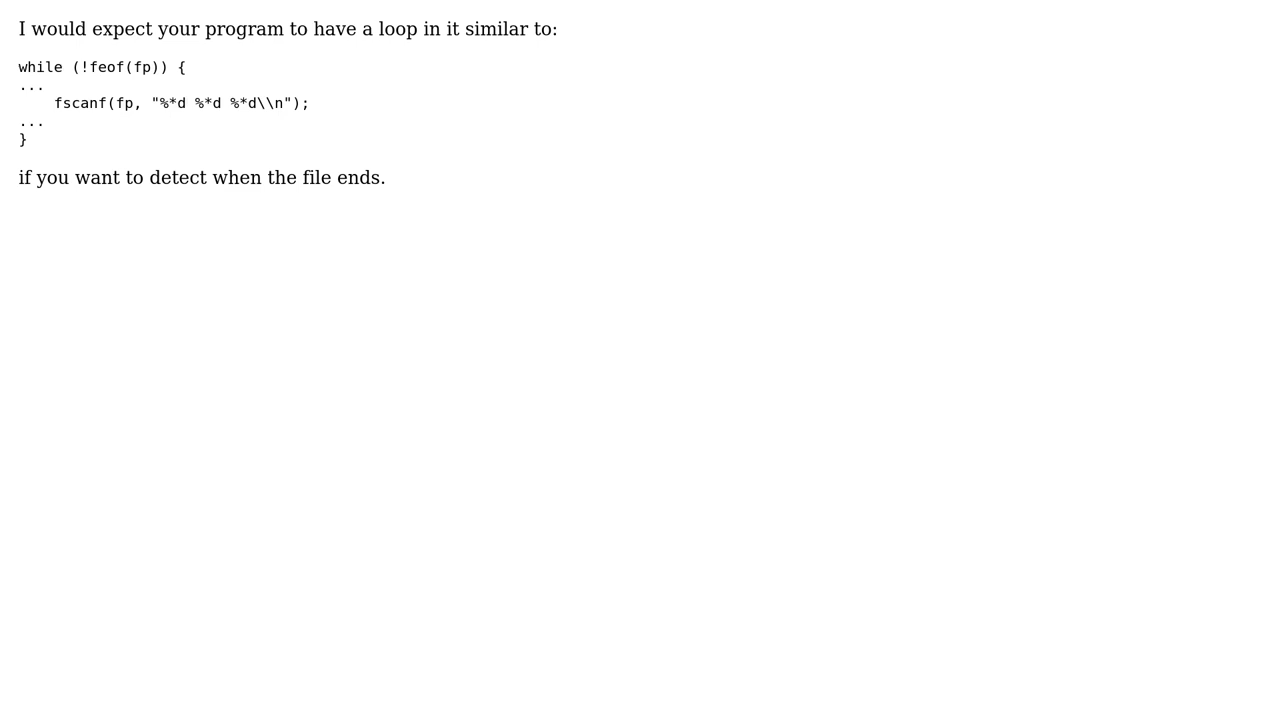 I would expect your program to have a loop in it similar to:
while (!feof(fp)) {
...
    fscanf(fp, "%*d %*d %*d\\n");
...
}
if you want to detect when the file ends.